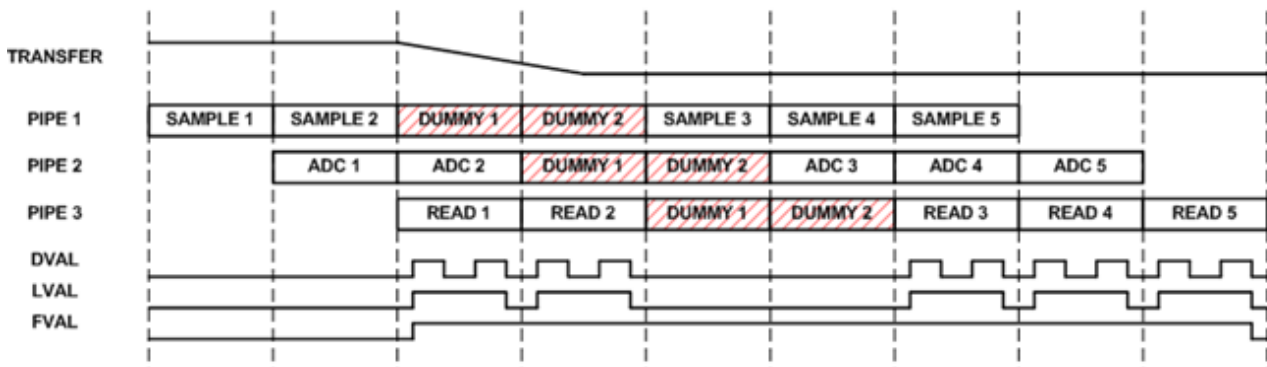 TRANSFER
PIPE 1 SAMPLE 1 SAMPLE 2 DUMMY 1 DUMMY 2 SAMPLE 3 SAMPLE 4 SAMPLE 5
PIPE 2 ADC 1 ADC 2 DUMMY 1 DUMMY 2 ADC 3 ADC 4 ADC 5
PIPE 3 READ 1 READ 2 DUMMY 1 DUMMY 2 READ 3 READ 4 READ 5
DVAL
LVAL
FVAL